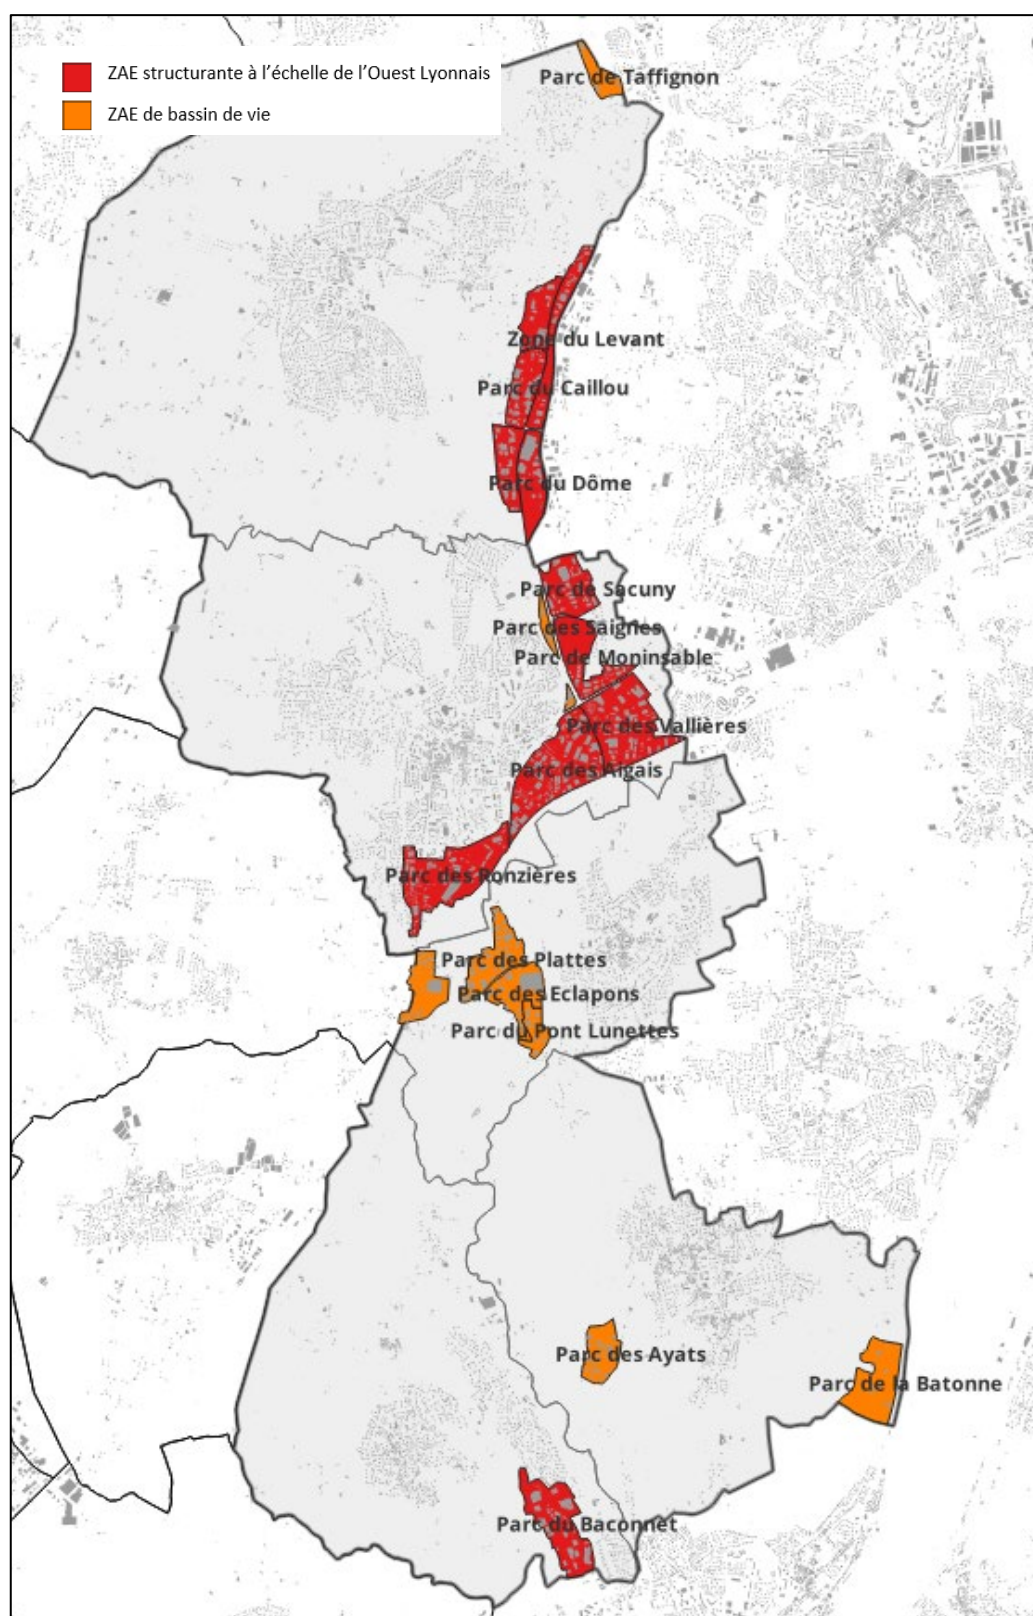 ZAE structurante à l’échelle de l’Ouest Lyonnais
ZAE de bassin de vie
Parc de Taffignon
Zone du Levant
Parc du Caillou
Parc du Dôme
Parc de Sacuny
Parc des Saignes
Parc de Moninsable
Parc des Vallières
Parc des Aigais
Parc des Ronzières
Parc des Plattes
Parc des Eclapons
Parc du Pont Lunettes
Parc des Ayats
Parc de la Batonne
Parc du Baconnet